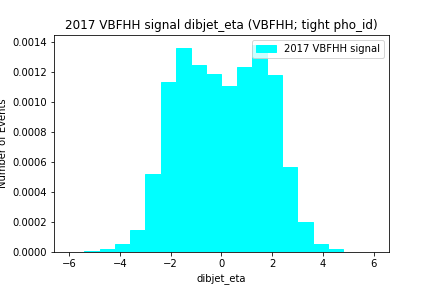 2017 VBFHH signal dibjet_eta (VBFHH; tight pho_id)
2017 VBFHH signal
0.0014
0.0012
0.0010
0.0008
0.0006
0.0004
0.0002
0.0000
Number of Events
−6 −4 −2 0 2 4 6
dibjet_eta